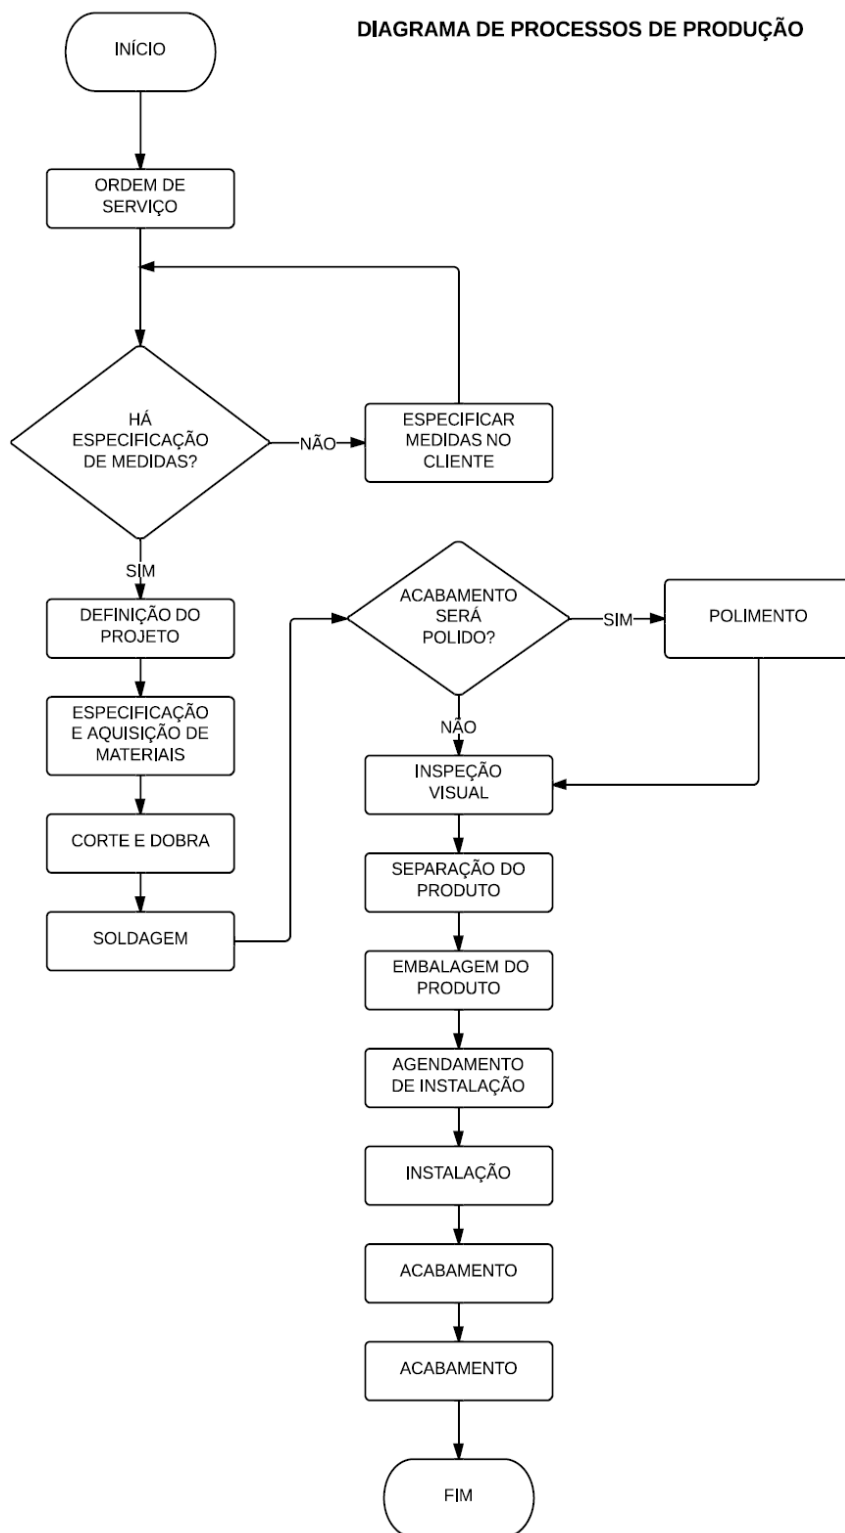 DIAGRAMA DE PROCESSOS DE PRODUÇÃO
INÍCIO
ORDEM DE
SERVIÇO
HÁ
ESPECIFICAÇÃO
DE MEDIDAS?
NÃO
ESPECIFICAR
MEDIDAS NO
CLIENTE
SIM
DEFINIÇÃO DO
PROJETO
ESPECIFICAÇÃO
E AQUISIÇÃO DE
MATERIAIS
CORTE E DOBRA
SOLDAGEM
ACABAMENTO
SERÁ
POLIDO?
SIM
POLIMENTO
NÃO
INSPEÇÃO
VISUAL
SEPARAÇÃO DO
PRODUTO
EMBALAGEM DO
PRODUTO
AGENDAMENTO
DE INSTALAÇÃO
INSTALAÇÃO
ACABAMENTO
ACABAMENTO
FIM